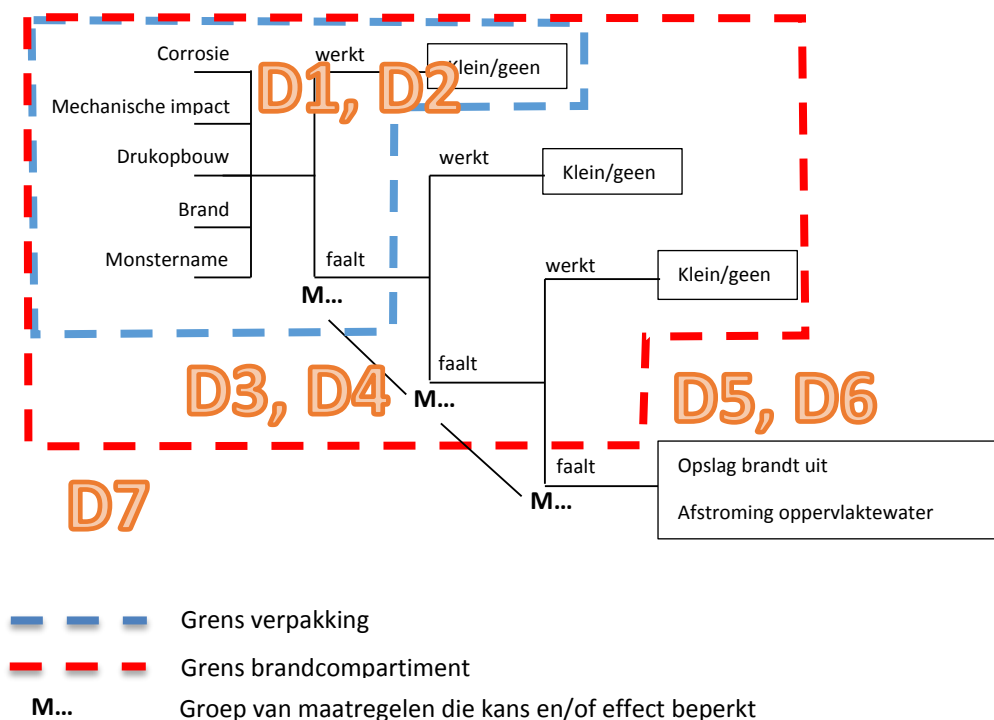 Corrosie
werkt
Klein/geen
D1, D2
Mechanische impact
Drukopbouw
werkt
Klein/geen
Brand
Monstername
faalt
werkt
Klein/geen
M...
faalt
D3, D4
M...
D5, D6
faalt
Opslag brandt uit
M...
D7
Afstroming oppervlaktewater
Grens verpakking
Grens brandcompartiment
M... Groep van maatregelen die kans en/of effect beperkt